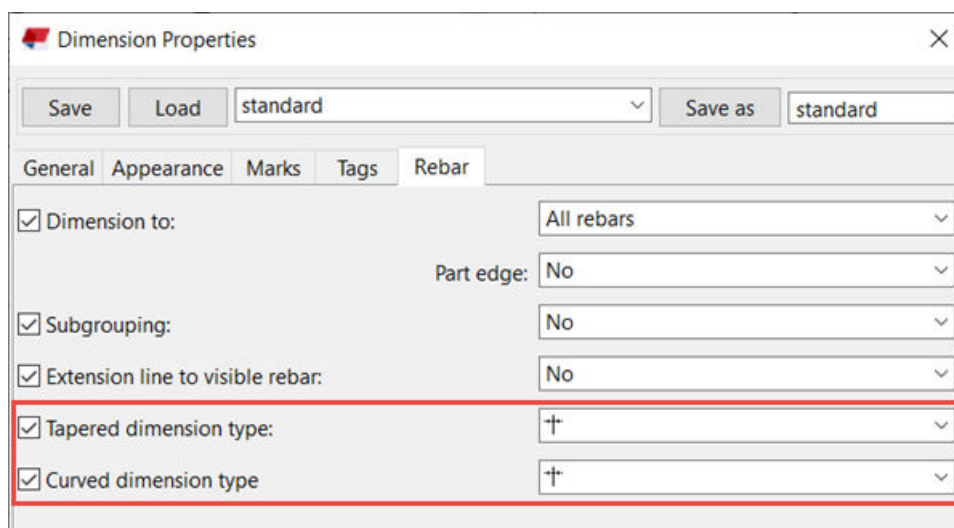 Dimension Properties
Save Load standard Save as standard
General Appearance Marks Tags Rebar
Dimension to: All rebars
Part edge: No
Subgrouping: No
Extension line to visible rebar: No
Tapered dimension type:
Curved dimension type